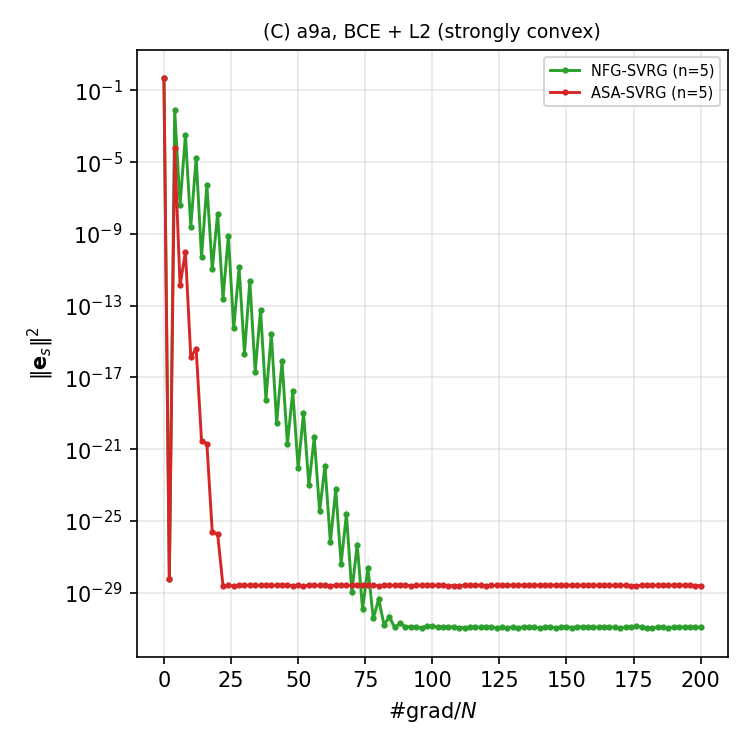 (C) a9a, BCE + L2 (strongly convex)
NFG-SVRG (n=5)
ASA-SVRG (n=5)
10⁻¹
10⁻⁵
10⁻⁹
10⁻¹³
10⁻¹⁷
10⁻²¹
10⁻²⁵
10⁻²⁹
‖𝐞ₛ‖²
0 25 50 75 100 125 150 175 200
#grad/N